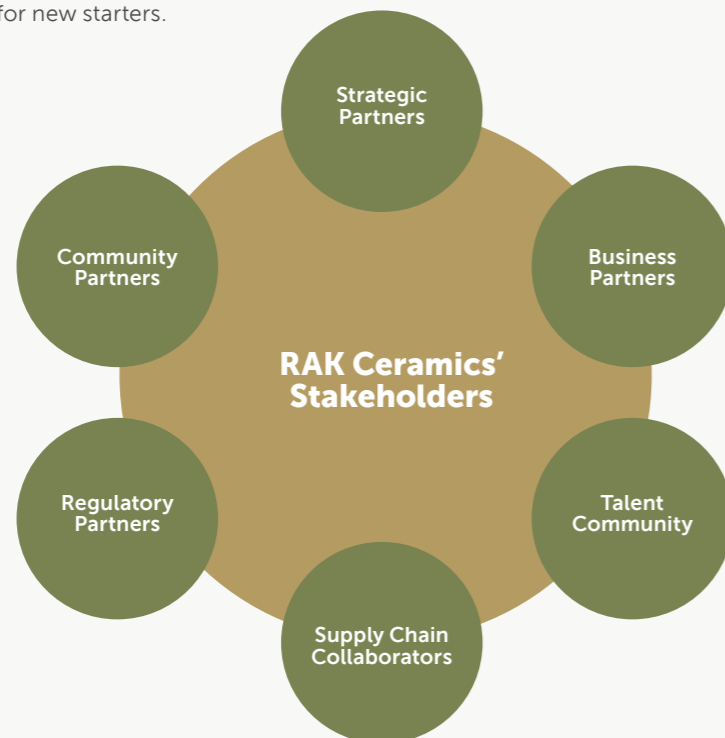 for new starters.
Strategic
Partners
Community
Partners
Business
Partners
RAK Ceramics’
Stakeholders
Regulatory
Partners
Talent
Community
Supply Chain
Collaborators